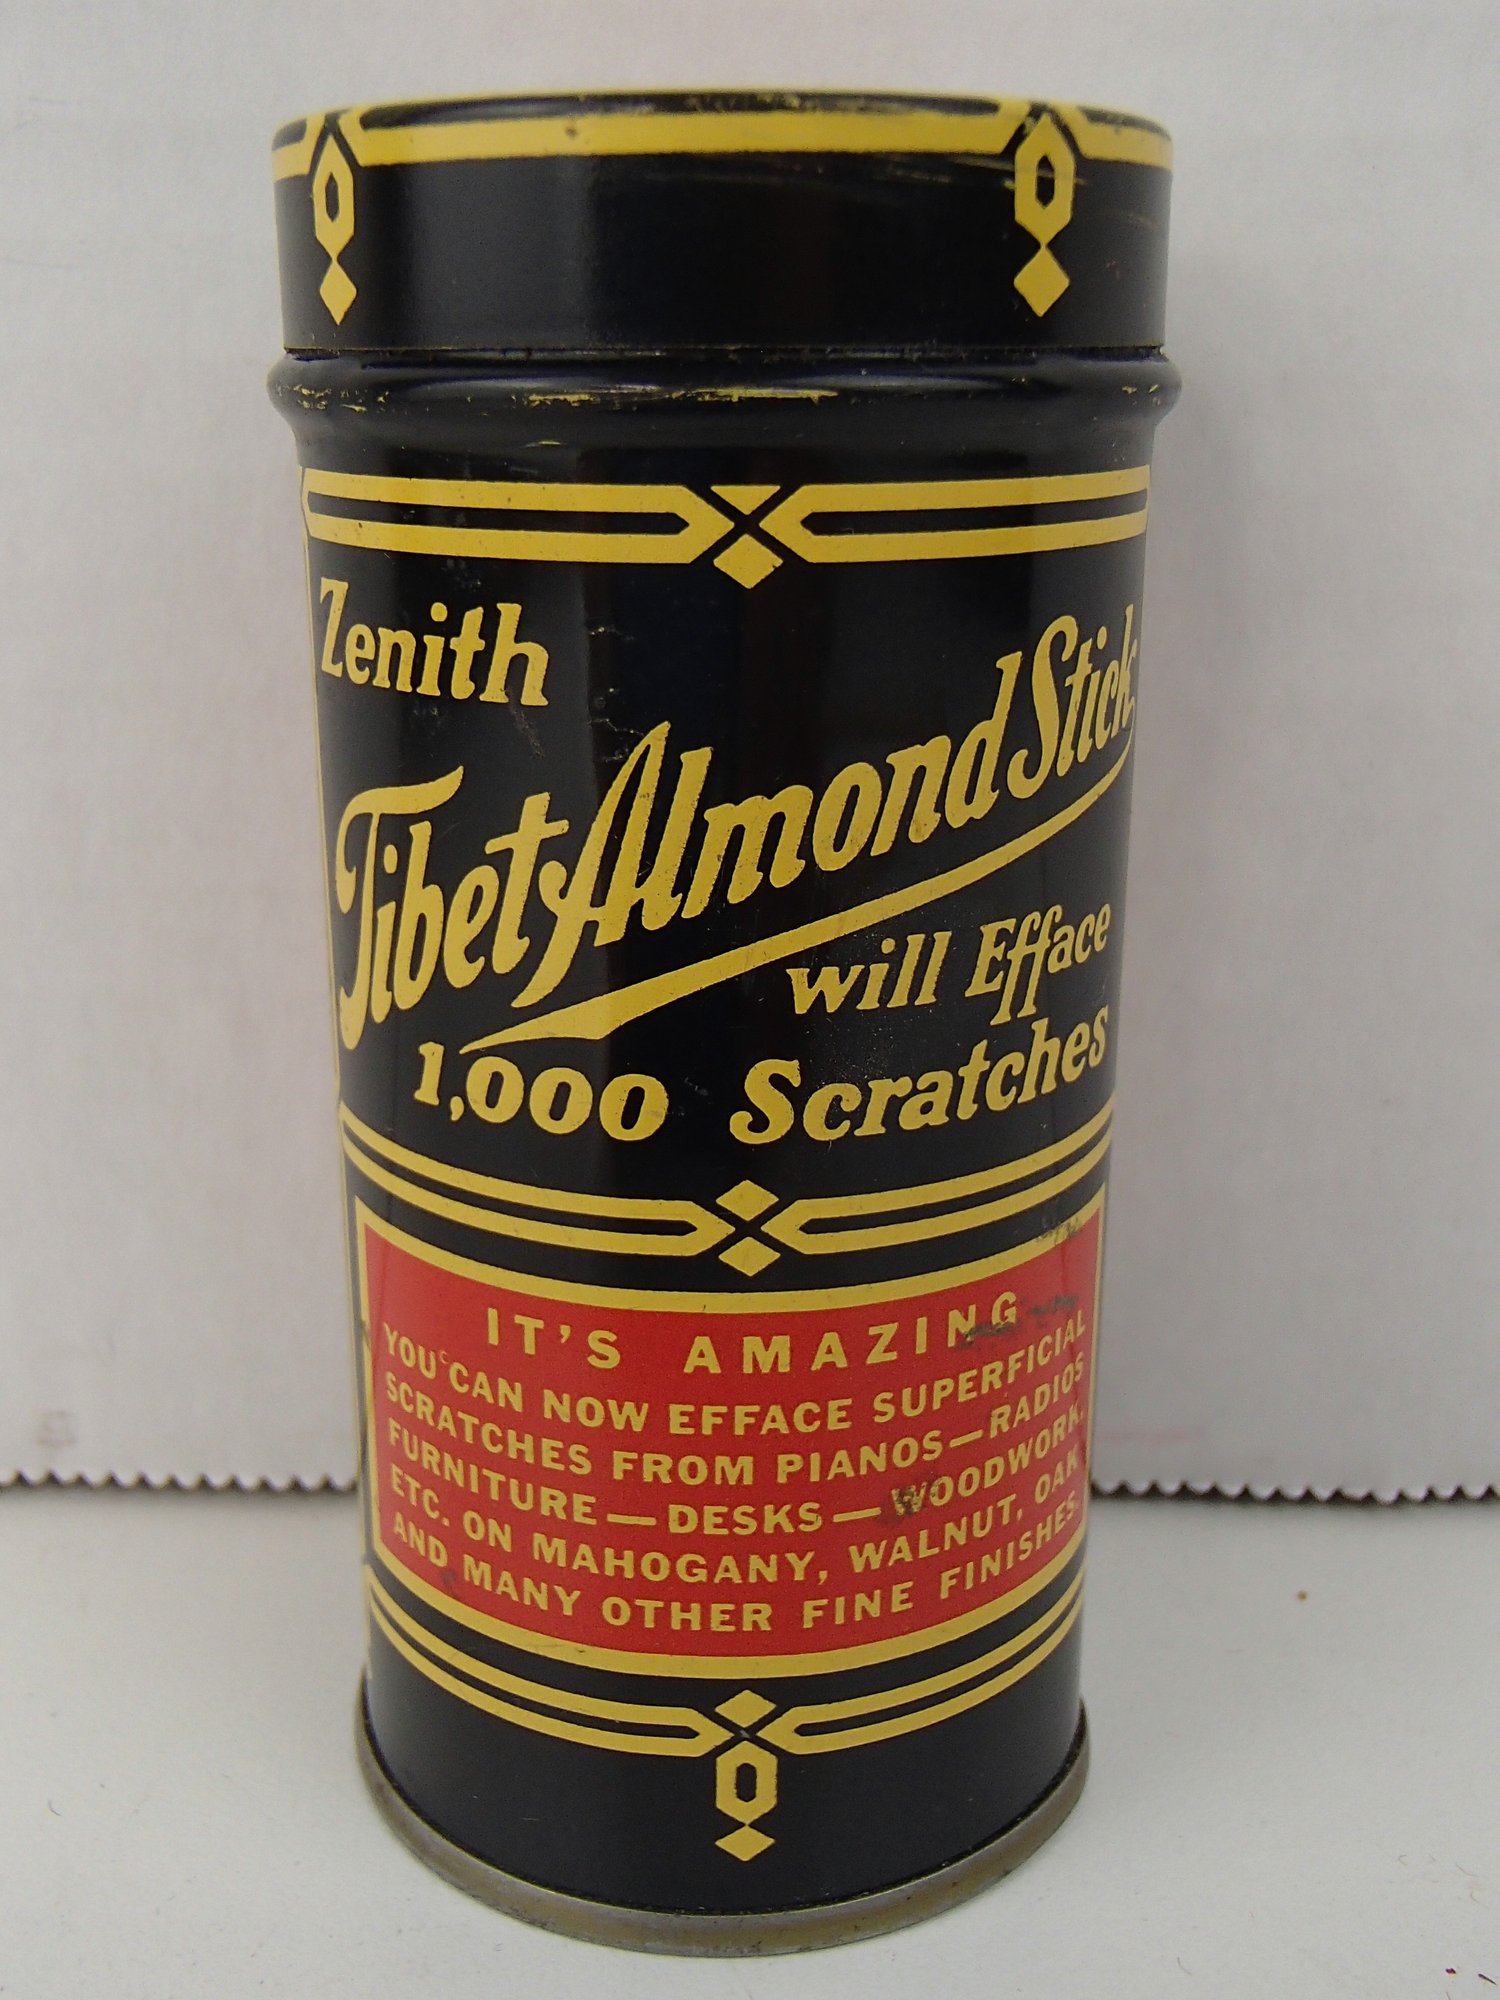 Zenith
Tibet Almond Stick
will Efface
1,000 Scratches
IT'S AMAZING
YOU CAN NOW EFFACE SUPERFICIAL
SCRATCHES FROM PIANOS—RADIOS
FURNITURE—DESKS—WOODWORK,
ETC. ON MAHOGANY, WALNUT, OAK
AND MANY OTHER FINE FINISHES.